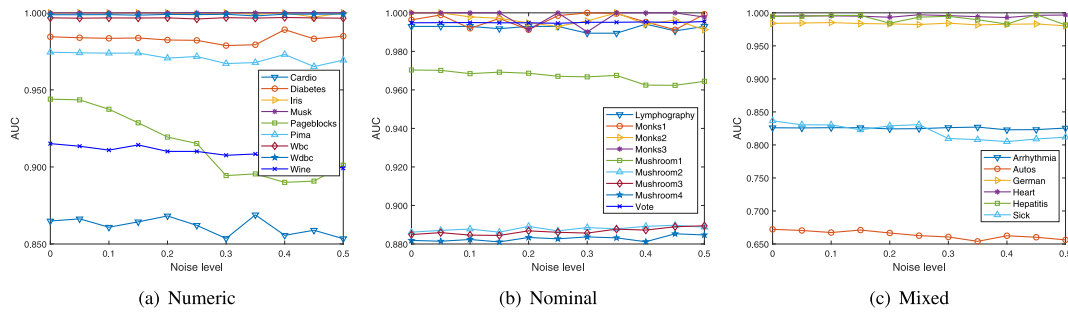 1.000
0.950
0.900
0.850
AUC
0 0.1 0.2 0.3 0.4 0.5
Noise level
Cardio
Diabetes
Iris
Musk
Pageblocks
Pima
Wbc
Wdbc
Wine
(a) Numeric
1.000
0.980
0.960
0.940
0.920
0.900
0.880
AUC
0 0.1 0.2 0.3 0.4 0.5
Noise level
Lymphography
Monks1
Monks2
Monks3
Mushroom1
Mushroom2
Mushroom3
Mushroom4
Vote
(b) Nominal
1.000
0.950
0.900
0.850
0.800
0.750
0.700
0.650
AUC
0 0.1 0.2 0.3 0.4 0.5
Noise level
Arrhythmia
Autos
German
Heart
Hepatitis
Sick
(c) Mixed